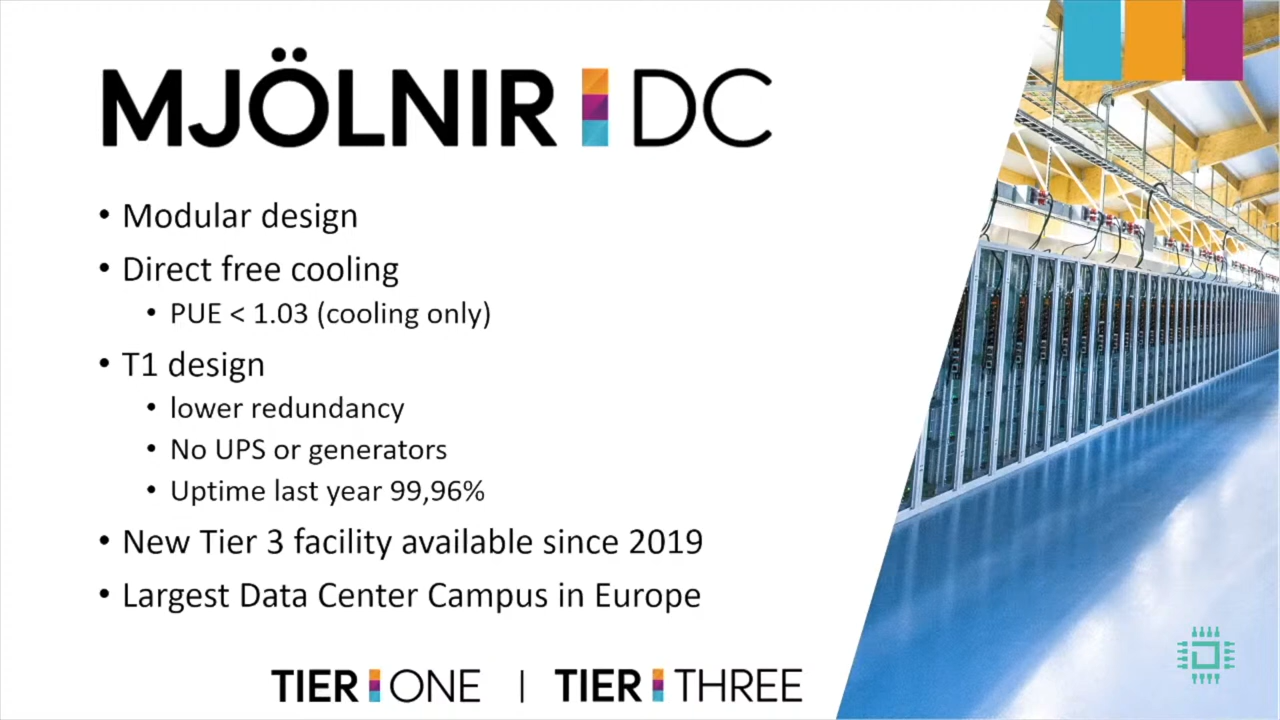 MJÖLNIR DC
• Modular design
• Direct free cooling
• PUE < 1.03 (cooling only)
• T1 design
• lower redundancy
• No UPS or generators
• Uptime last year 99,96%
• New Tier 3 facility available since 2019
• Largest Data Center Campus in Europe
TIER ONE | TIER THREE